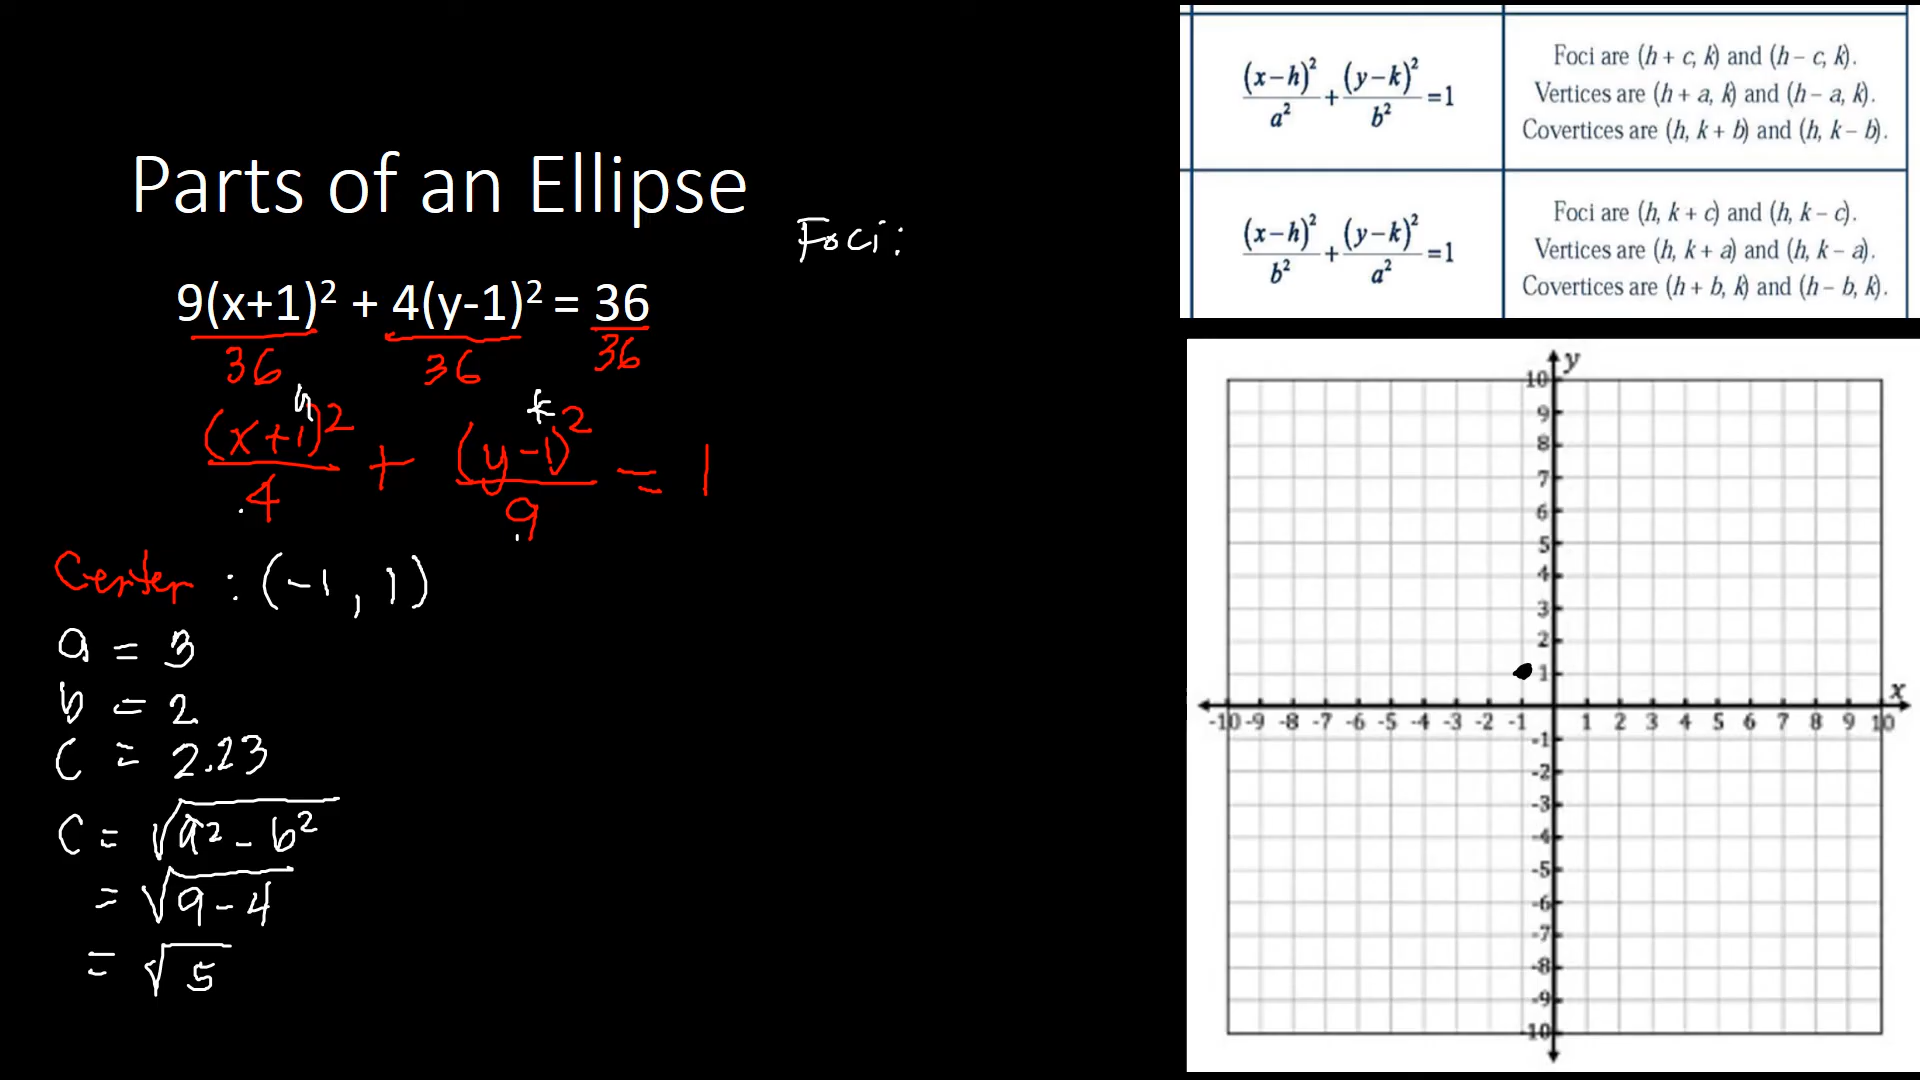 Parts of an Ellipse
9(x+1)² + 4(y-1)² = 36
36 36 36
h k
(x+1)² + (y-1)² = 1
4 9
Center : (-1, 1)
a = 3
b = 2
c = 2.23
c = √a² - b²
= √9 - 4
= √5
Foci:
(x-h)²/a² + (y-k)²/b² = 1
Foci are (h + c, k) and (h – c, k).
Vertices are (h + a, k) and (h – a, k).
Covertices are (h, k + b) and (h, k – b).
(x-h)²/b² + (y-k)²/a² = 1
Foci are (h, k + c) and (h, k – c).
Vertices are (h, k + a) and (h, k – a).
Covertices are (h + b, k) and (h – b, k).
y
10
9
8
7
6
5
4
3
2
1
x
-10 -9 -8 -7 -6 -5 -4 -3 -2 -1 1 2 3 4 5 6 7 8 9 10
-1
-2
-3
-4
-5
-6
-7
-8
-9
-10